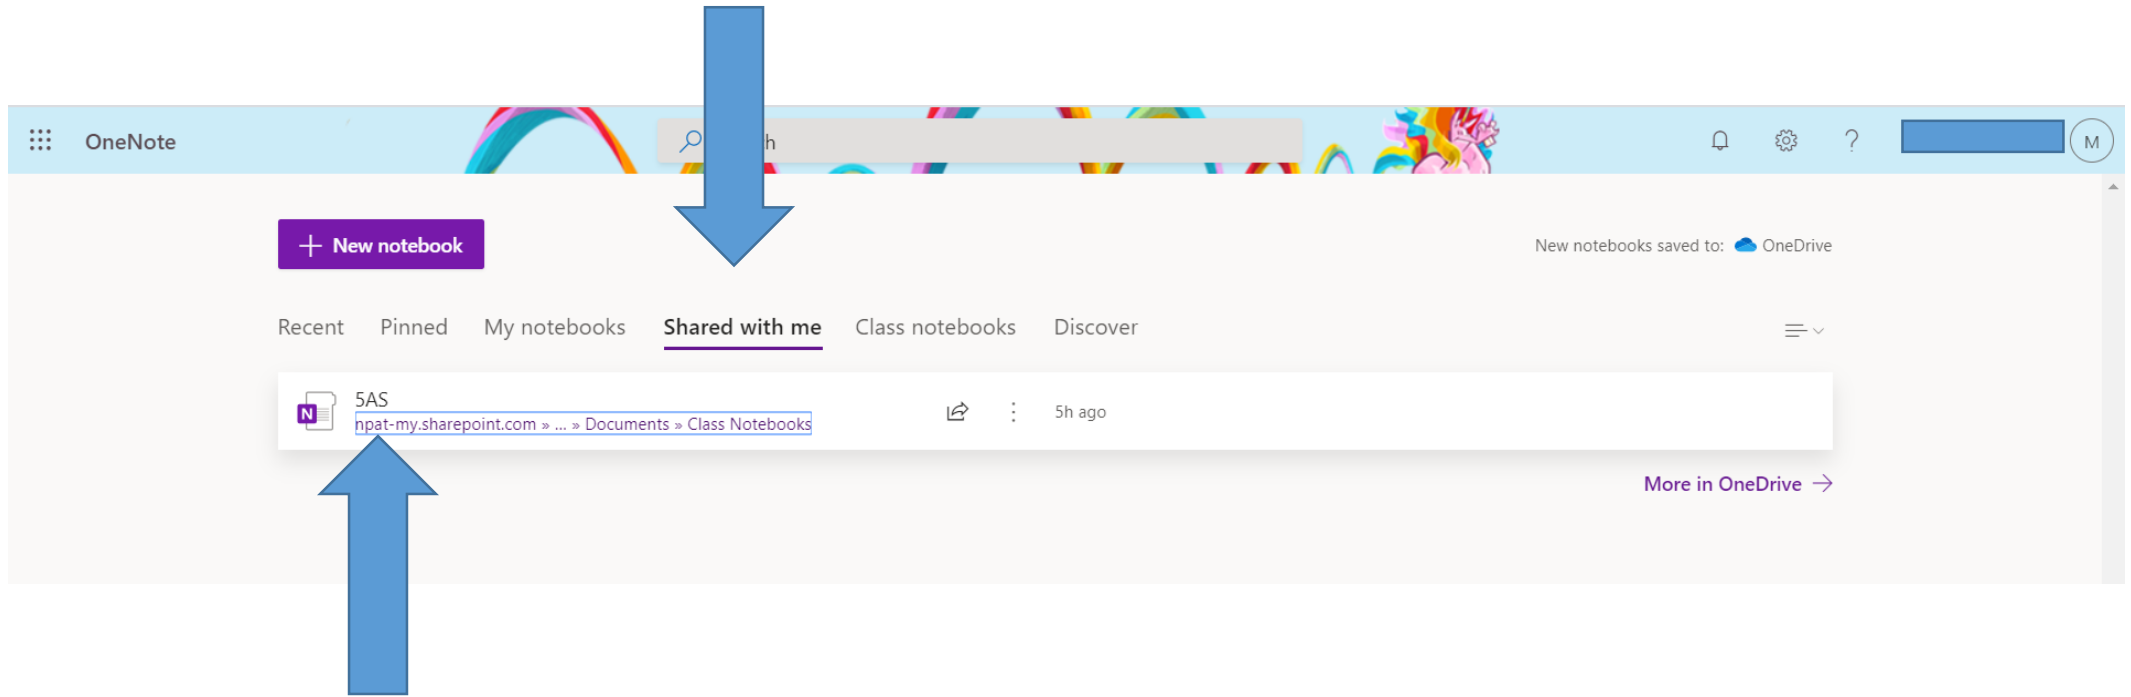 OneNote
h
M
New notebook
New notebooks saved to: OneDrive
Recent Pinned My notebooks Shared with me Class notebooks Discover
N
5AS
npat-my.sharepoint.com » ... » Documents » Class Notebooks
5h ago
More in OneDrive →